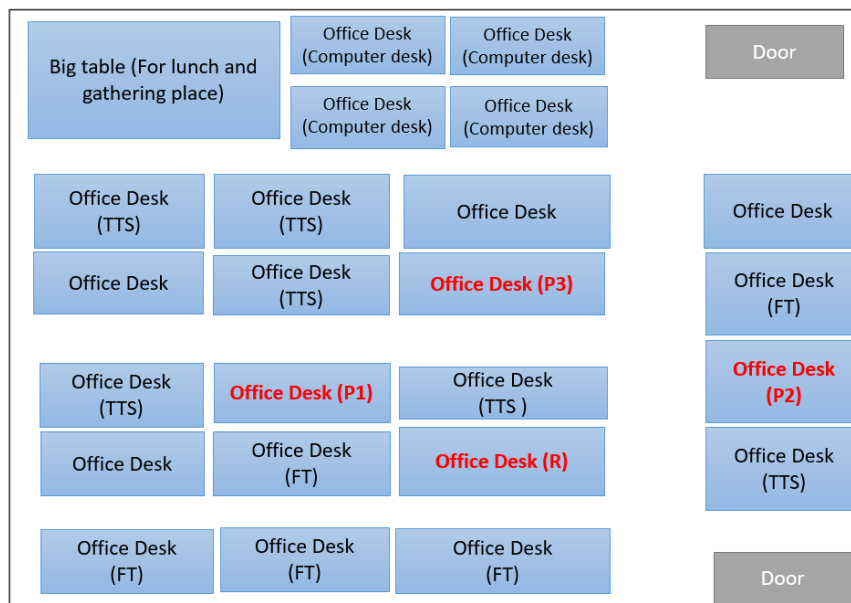 Big table (For lunch and
gathering place)
Office Desk
(Computer desk)
Office Desk
(Computer desk)
Door
Office Desk
(Computer desk)
Office Desk
(Computer desk)
Office Desk
(TTS)
Office Desk
(TTS)
Office Desk
Office Desk
Office Desk
Office Desk
(TTS)
Office Desk (P3)
Office Desk
(FT)
Office Desk
(TTS)
Office Desk (P1)
Office Desk
(TTS )
Office Desk
(P2)
Office Desk
Office Desk
(FT)
Office Desk (R)
Office Desk
(TTS)
Office Desk
(FT)
Office Desk
(FT)
Office Desk
(FT)
Door